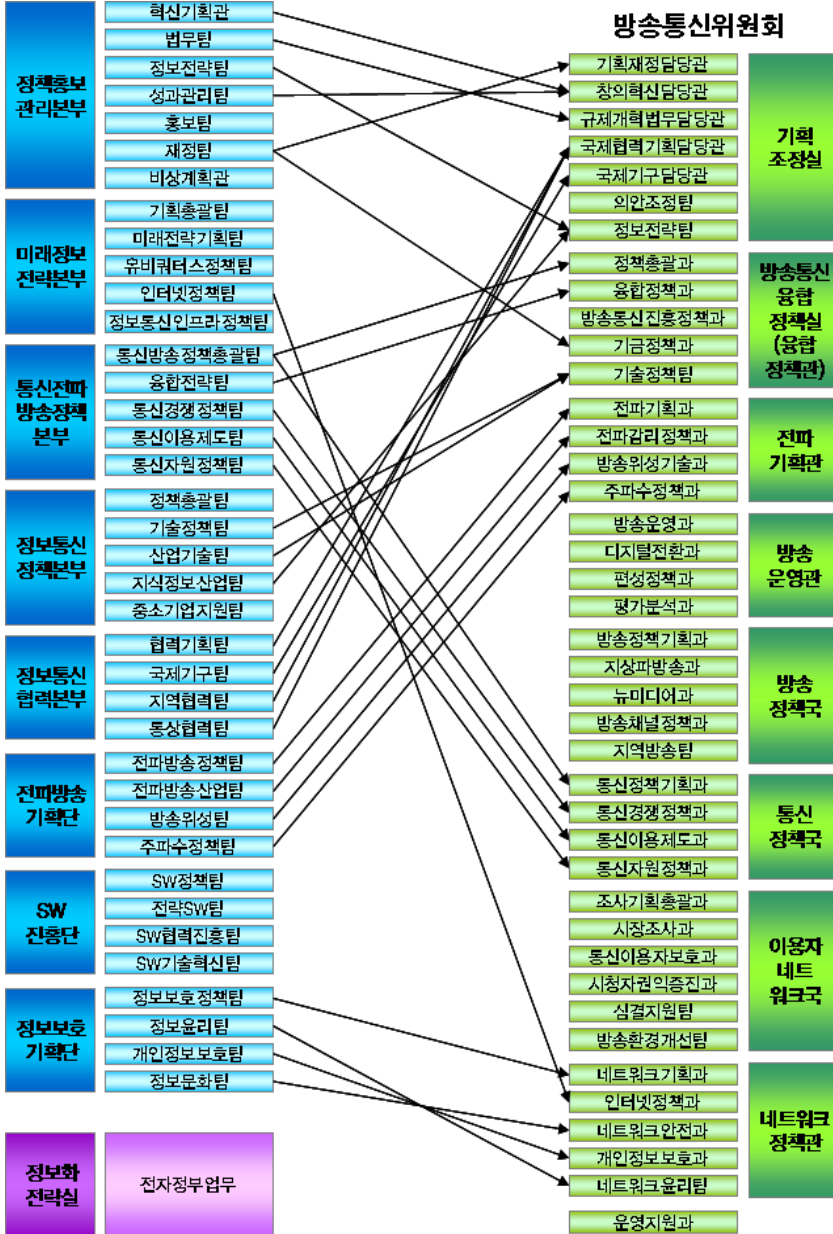 방송통신위원회
정책홍보
관리본부
혁신기획관
법무팀
정보전략팀
성과관리팀
홍보팀
재정팀
비상계획관
미래정보
전략본부
기획총괄팀
미래전략기획팀
유비쿼터스정책팀
인터넷정책팀
정보통신인프라정책팀
통신전파
방송정책
본부
통신방송정책총괄팀
융합전략팀
통신경쟁정책팀
통신이용제도팀
통신자원정책팀
정보통신
정책본부
정책총괄팀
기술정책팀
산업기술팀
지식정보산업팀
중소기업지원팀
정보통신
협력본부
협력기획팀
국제기구팀
지역협력팀
통상협력팀
전파방송
기획단
전파방송정책팀
전파방송산업팀
방송위성팀
주파수정책팀
SW
진흥단
SW정책팀
전략SW팀
SW협력진흥팀
SW기술혁신팀
정보보호
기획단
정보보호정책팀
정보윤리팀
개인정보보호팀
정보문화팀
정보화
전략실
전자정부업무
기획재정담당관
창의혁신담당관
규제개혁법무담당관
국제협력기획담당관
국제기구담당관
의안조정팀
정보전략팀
기획
조정실
정책총괄과
융합정책과
방송통신진흥정책과
기금정책과
기술정책팀
방송통신
융합
정책실
(융합
정책관)
전파기획과
전파감리정책과
방송위성기술과
주파수정책과
전파
기획관
방송운영과
디지털전환과
편성정책과
평가분석과
방송
운영관
방송정책기획과
지상파방송과
뉴미디어과
방송채널정책과
지역방송팀
방송
정책국
통신정책기획과
통신경쟁정책과
통신이용제도과
통신자원정책과
통신
정책국
조사기획총괄과
시장조사과
통신이용자보호과
시청자권익증진과
심결지원팀
방송환경개선팀
이용자
네트
워크국
네트워크기획과
인터넷정책과
네트워크안전과
개인정보보호과
네트워크윤리팀
네트워크
정책관
운영지원과